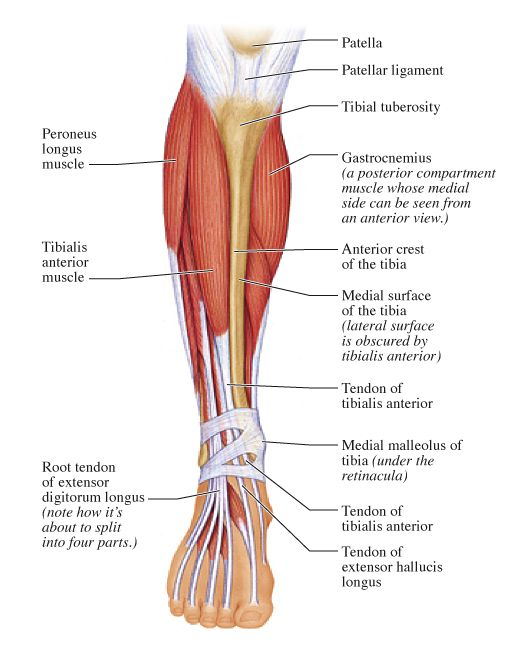 Patella
Patellar ligament
Tibial tuberosity
Peroneus
longus
muscle
Gastrocnemius
(a posterior compartment
muscle whose medial
side can be seen from
an anterior view.)
Tibialis
anterior
muscle
Anterior crest
of the tibia
Medial surface
of the tibia
(lateral surface
is obscured by
tibialis anterior)
Tendon of
tibialis anterior
Medial malleolus of
tibia (under the
retinacula)
Root tendon
of extensor
digitorum longus
(note how it's
about to split
into four parts.)
Tendon of
tibialis anterior
Tendon of
extensor hallucis
longus